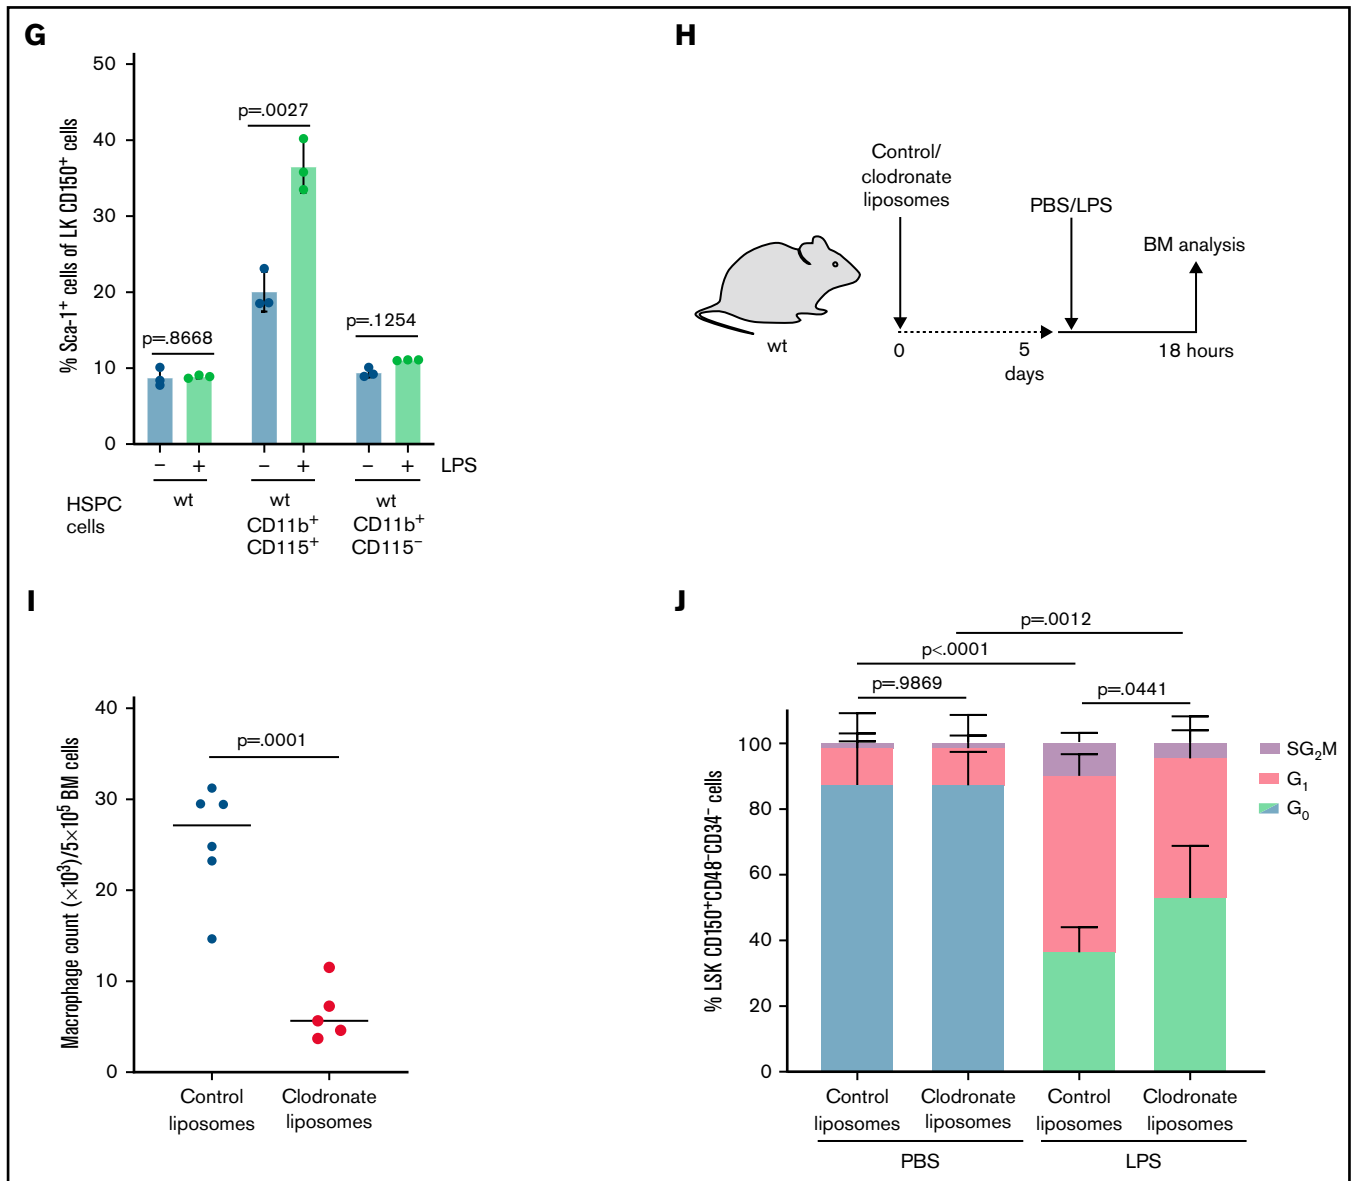 G
50
40
30
20
10
0
% Sca-1⁺ cells of LK CD150⁺ cells
p=.8668
p=.0027
p=.1254
– + – + – + LPS
HSPC cells
wt
wt CD11b⁺ CD115⁺
wt CD11b⁺ CD115⁻
H
Control/
clodronate
liposomes
PBS/LPS
BM analysis
wt
0 5 18 hours
days
I
40
30
20
10
0
Macrophage count (×10³)/5×10⁵ BM cells
p=.0001
Control
liposomes
Clodronate
liposomes
J
p=.0012
p<.0001
p=.9869
p=.0441
100
80
60
40
20
0
% LSK CD150⁺CD48⁻CD34⁻ cells
SG₂M
G₁
G₀
Control
liposomes
Clodronate
liposomes
Control
liposomes
Clodronate
liposomes
PBS
LPS